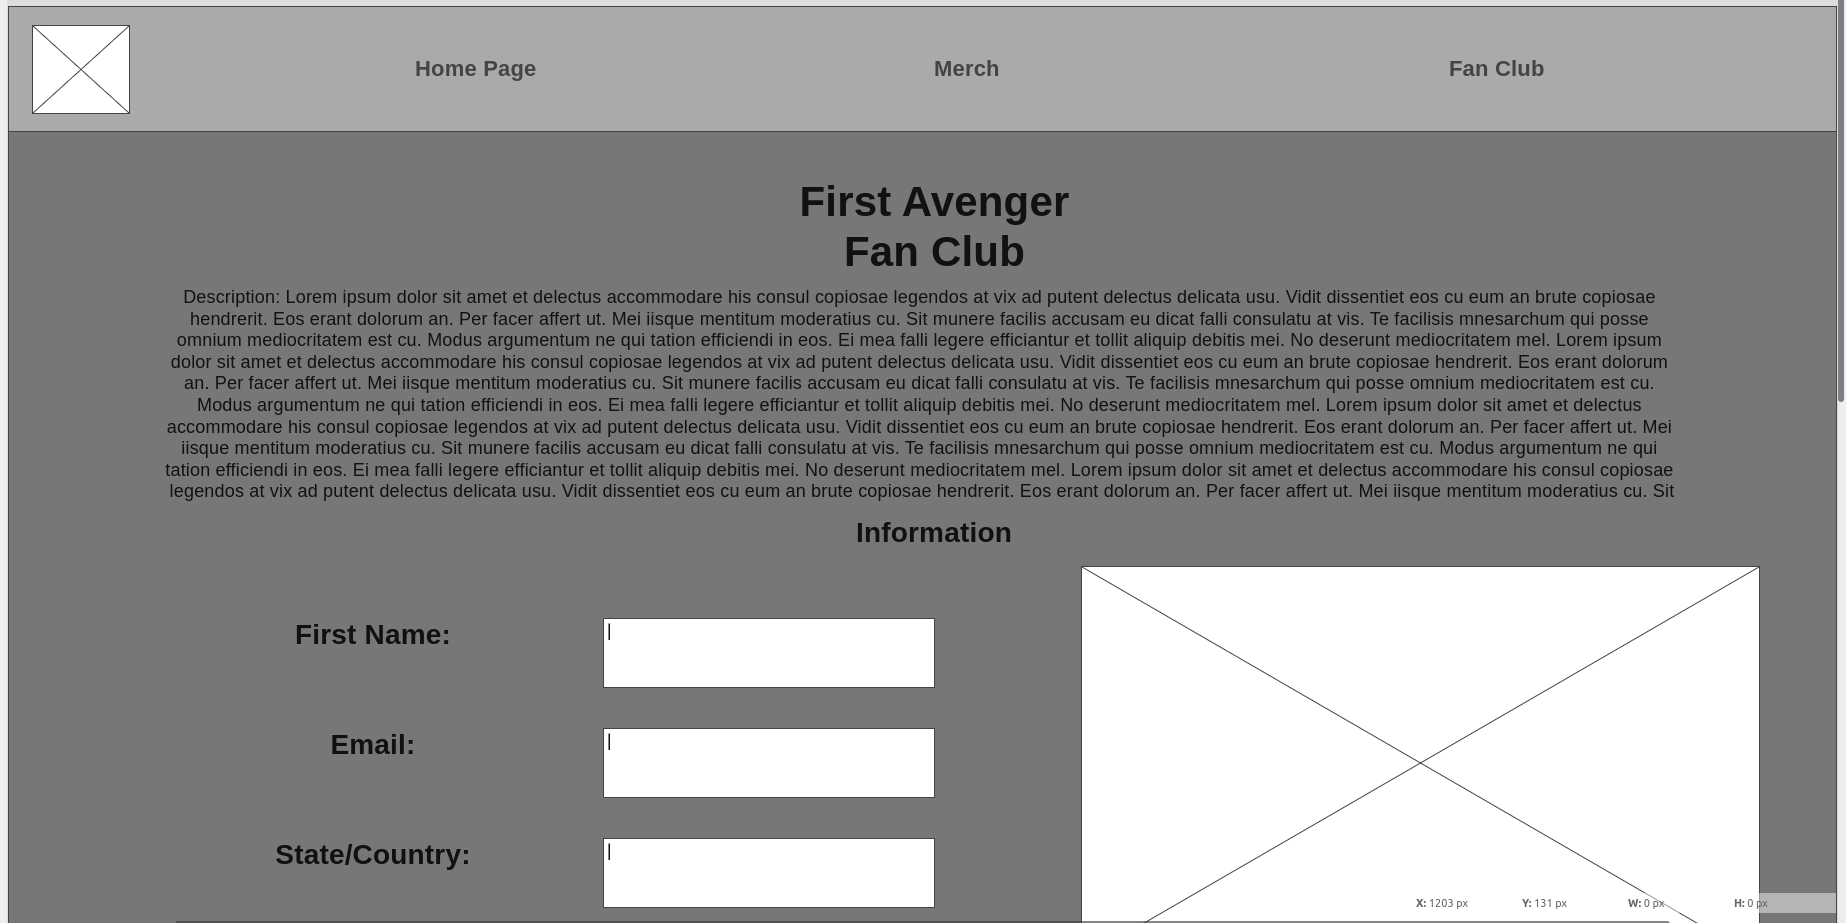 Home Page Merch Fan Club
First Avenger
Fan Club
Description: Lorem ipsum dolor sit amet et delectus accommodare his consul copiosae legendos at vix ad putent delectus delicata usu. Vidit dissentiet eos cu eum an brute copiosae
hendrerit. Eos erant dolorum an. Per facer affert ut. Mei iisque mentitum moderatius cu. Sit munere facilis accusam eu dicat falli consulatu at vis. Te facilisis mnesarchum qui posse
omnium mediocritatem est cu. Modus argumentum ne qui tation efficiendi in eos. Ei mea falli legere efficiantur et tollit aliquip debitis mei. No deserunt mediocritatem mel. Lorem ipsum
dolor sit amet et delectus accommodare his consul copiosae legendos at vix ad putent delectus delicata usu. Vidit dissentiet eos cu eum an brute copiosae hendrerit. Eos erant dolorum
an. Per facer affert ut. Mei iisque mentitum moderatius cu. Sit munere facilis accusam eu dicat falli consulatu at vis. Te facilisis mnesarchum qui posse omnium mediocritatem est cu.
Modus argumentum ne qui tation efficiendi in eos. Ei mea falli legere efficiantur et tollit aliquip debitis mei. No deserunt mediocritatem mel. Lorem ipsum dolor sit amet et delectus
accommodare his consul copiosae legendos at vix ad putent delectus delicata usu. Vidit dissentiet eos cu eum an brute copiosae hendrerit. Eos erant dolorum an. Per facer affert ut. Mei
iisque mentitum moderatius cu. Sit munere facilis accusam eu dicat falli consulatu at vis. Te facilisis mnesarchum qui posse omnium mediocritatem est cu. Modus argumentum ne qui
tation efficiendi in eos. Ei mea falli legere efficiantur et tollit aliquip debitis mei. No deserunt mediocritatem mel. Lorem ipsum dolor sit amet et delectus accommodare his consul copiosae
legendos at vix ad putent delectus delicata usu. Vidit dissentiet eos cu eum an brute copiosae hendrerit. Eos erant dolorum an. Per facer affert ut. Mei iisque mentitum moderatius cu. Sit
Information
First Name:
Email:
State/Country:
X: 1203 px Y: 131 px W: 0 px H: 0 px